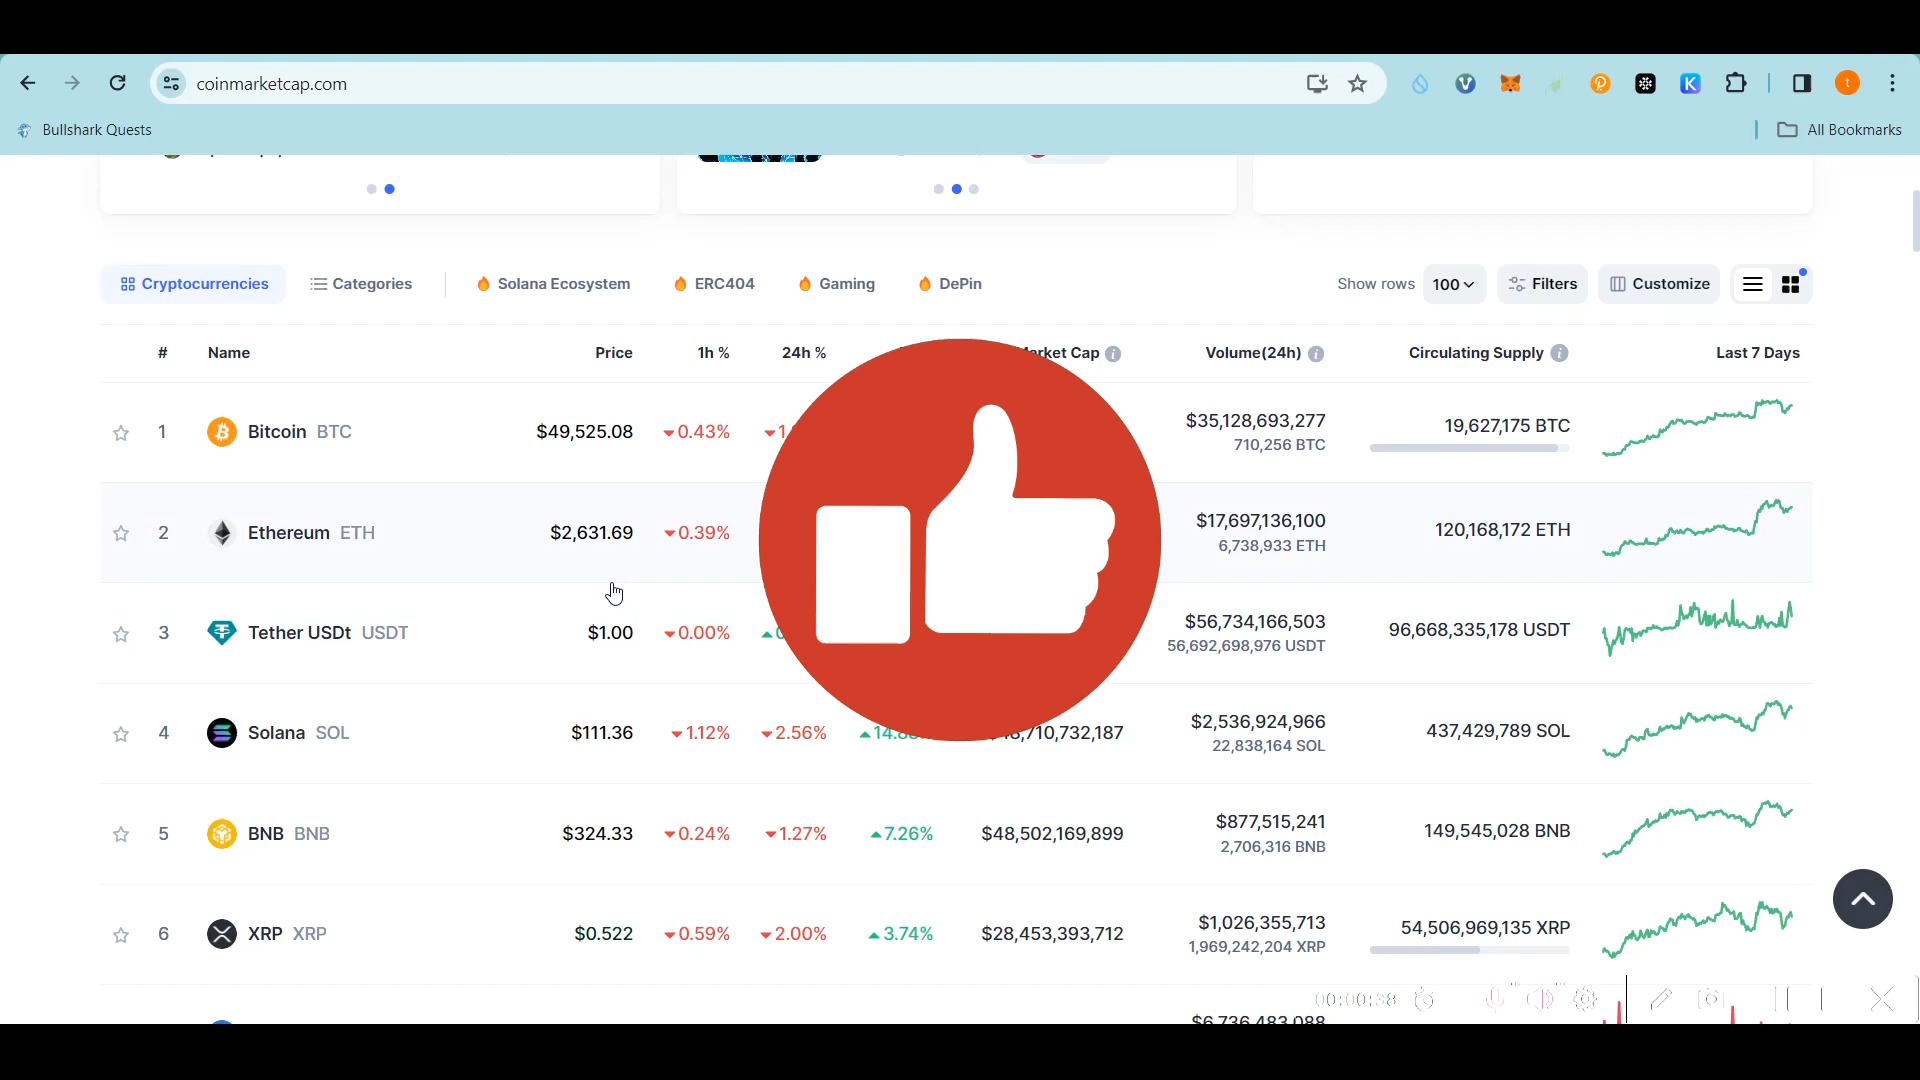 coinmarketcap.com
K
t
Bullshark Quests
All Bookmarks
Cryptocurrencies
Categories
Solana Ecosystem
ERC404
Gaming
DePin
Show rows
100
Filters
Customize
# Name Price 1h % 24h % Cap Volume(24h) Circulating Supply Last 7 Days
$35,128,693,277
1 Bitcoin BTC $49,525.08 0.43% 19,627,175 BTC
710,256 BTC
$17,697,136,100
2 Ethereum ETH $2,631.69 0.39% 120,168,172 ETH
6,738,933 ETH
$56,734,166,503
3 Tether USDt USDT $1.00 0.00% 96,668,335,178 USDT
56,692,698,976 USDT
$2,536,924,966
4 Solana SOL $111.36 1.12% 2.56% 437,429,789 SOL
22,838,164 SOL
$877,515,241
5 BNB BNB $324.33 0.24% 1.27% 7.26% $48,502,169,899 149,545,028 BNB
2,706,316 BNB
$1,026,355,713
6 XRP XRP $0.522 0.59% 2.00% 3.74% $28,453,393,712 54,506,969,135 XRP
1,969,242,204 XRP
00:00:38
$6,736,483,088